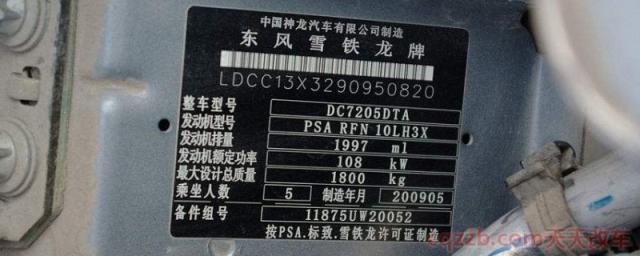 中国神龙汽车有限公司制造
东风雪铁龙牌
LDCC13X3290950820
整车型号 DC7205DTA
发动机型号 PSA RFN 10LH3X
发动机排量 1997 ml
发动机额定功率 108 kW
最大设计总质量 1800 kg
乘坐人数 5 制造年月 200905
备件组号 11875UW20052
按PSA.标致.雪铁龙许可证制造
cqzzb.com天天改车